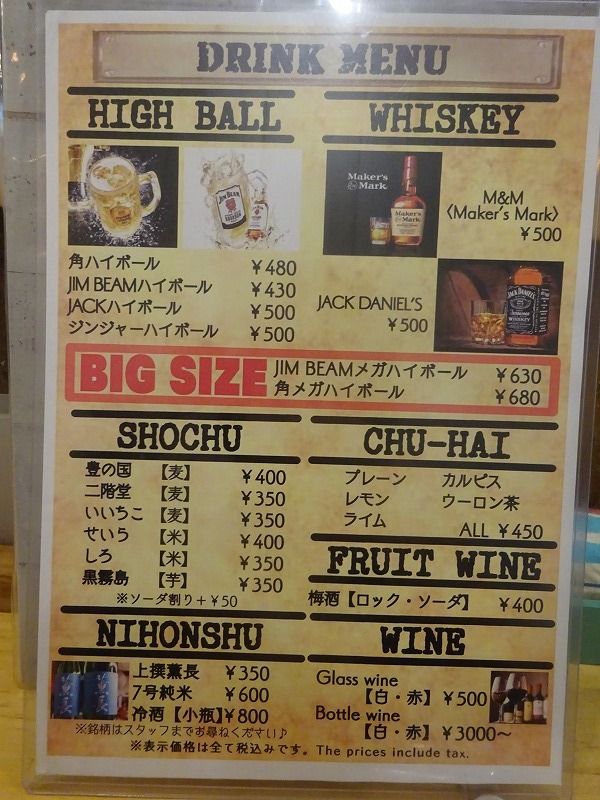 DRINK MENU
HIGH BALL
JIM BEAM
角ハイボール ¥480
JIM BEAMハイボール ¥430
JACKハイボール ¥500
ジンジャーハイボール ¥500
WHISKEY
Maker's
Mark
Maker's
Mark
M&M
〈Maker's Mark〉
¥500
JACK DANIEL'S
¥500
JACK DANIEL'S
BIG SIZE
JIM BEAMメガハイボール ¥630
角メガハイボール ¥680
SHOCHU
豊の国 【麦】 ¥400
二階堂 【麦】 ¥350
いいちこ 【麦】 ¥350
せいう 【米】 ¥400
しろ 【米】 ¥350
黒霧島 【芋】 ¥350
※ソーダ割り+¥50
CHU-HAI
プレーン カルピス
レモン ウーロン茶
ライム
ALL ¥450
FRUIT WINE
梅酒【ロック・ソーダ】 ¥400
NIHONSHU
上撰薫長 ¥350
7号純米 ¥600
冷酒【小瓶】¥800
※銘柄はスタッフまでお尋ねください♪
WINE
Glass wine
【白・赤】¥500
Bottle wine
【白・赤】¥3000〜
※表示価格は全て税込みです。The prices include tax.